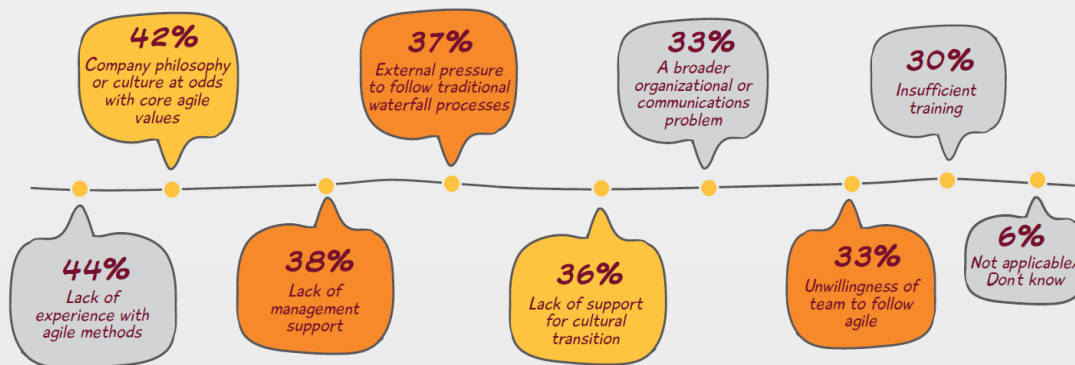 42%
Company philosophy
or culture at odds
with core agile
values
37%
External pressure
to follow traditional
waterfall processes
33%
A broader
organizational or
communications
problem
30%
Insufficient
training
44%
Lack of
experience with
agile methods
38%
Lack of
management
support
36%
Lack of support
for cultural
transition
33%
Unwillingness of
team to follow
agile
6%
Not applicable/
Don't know